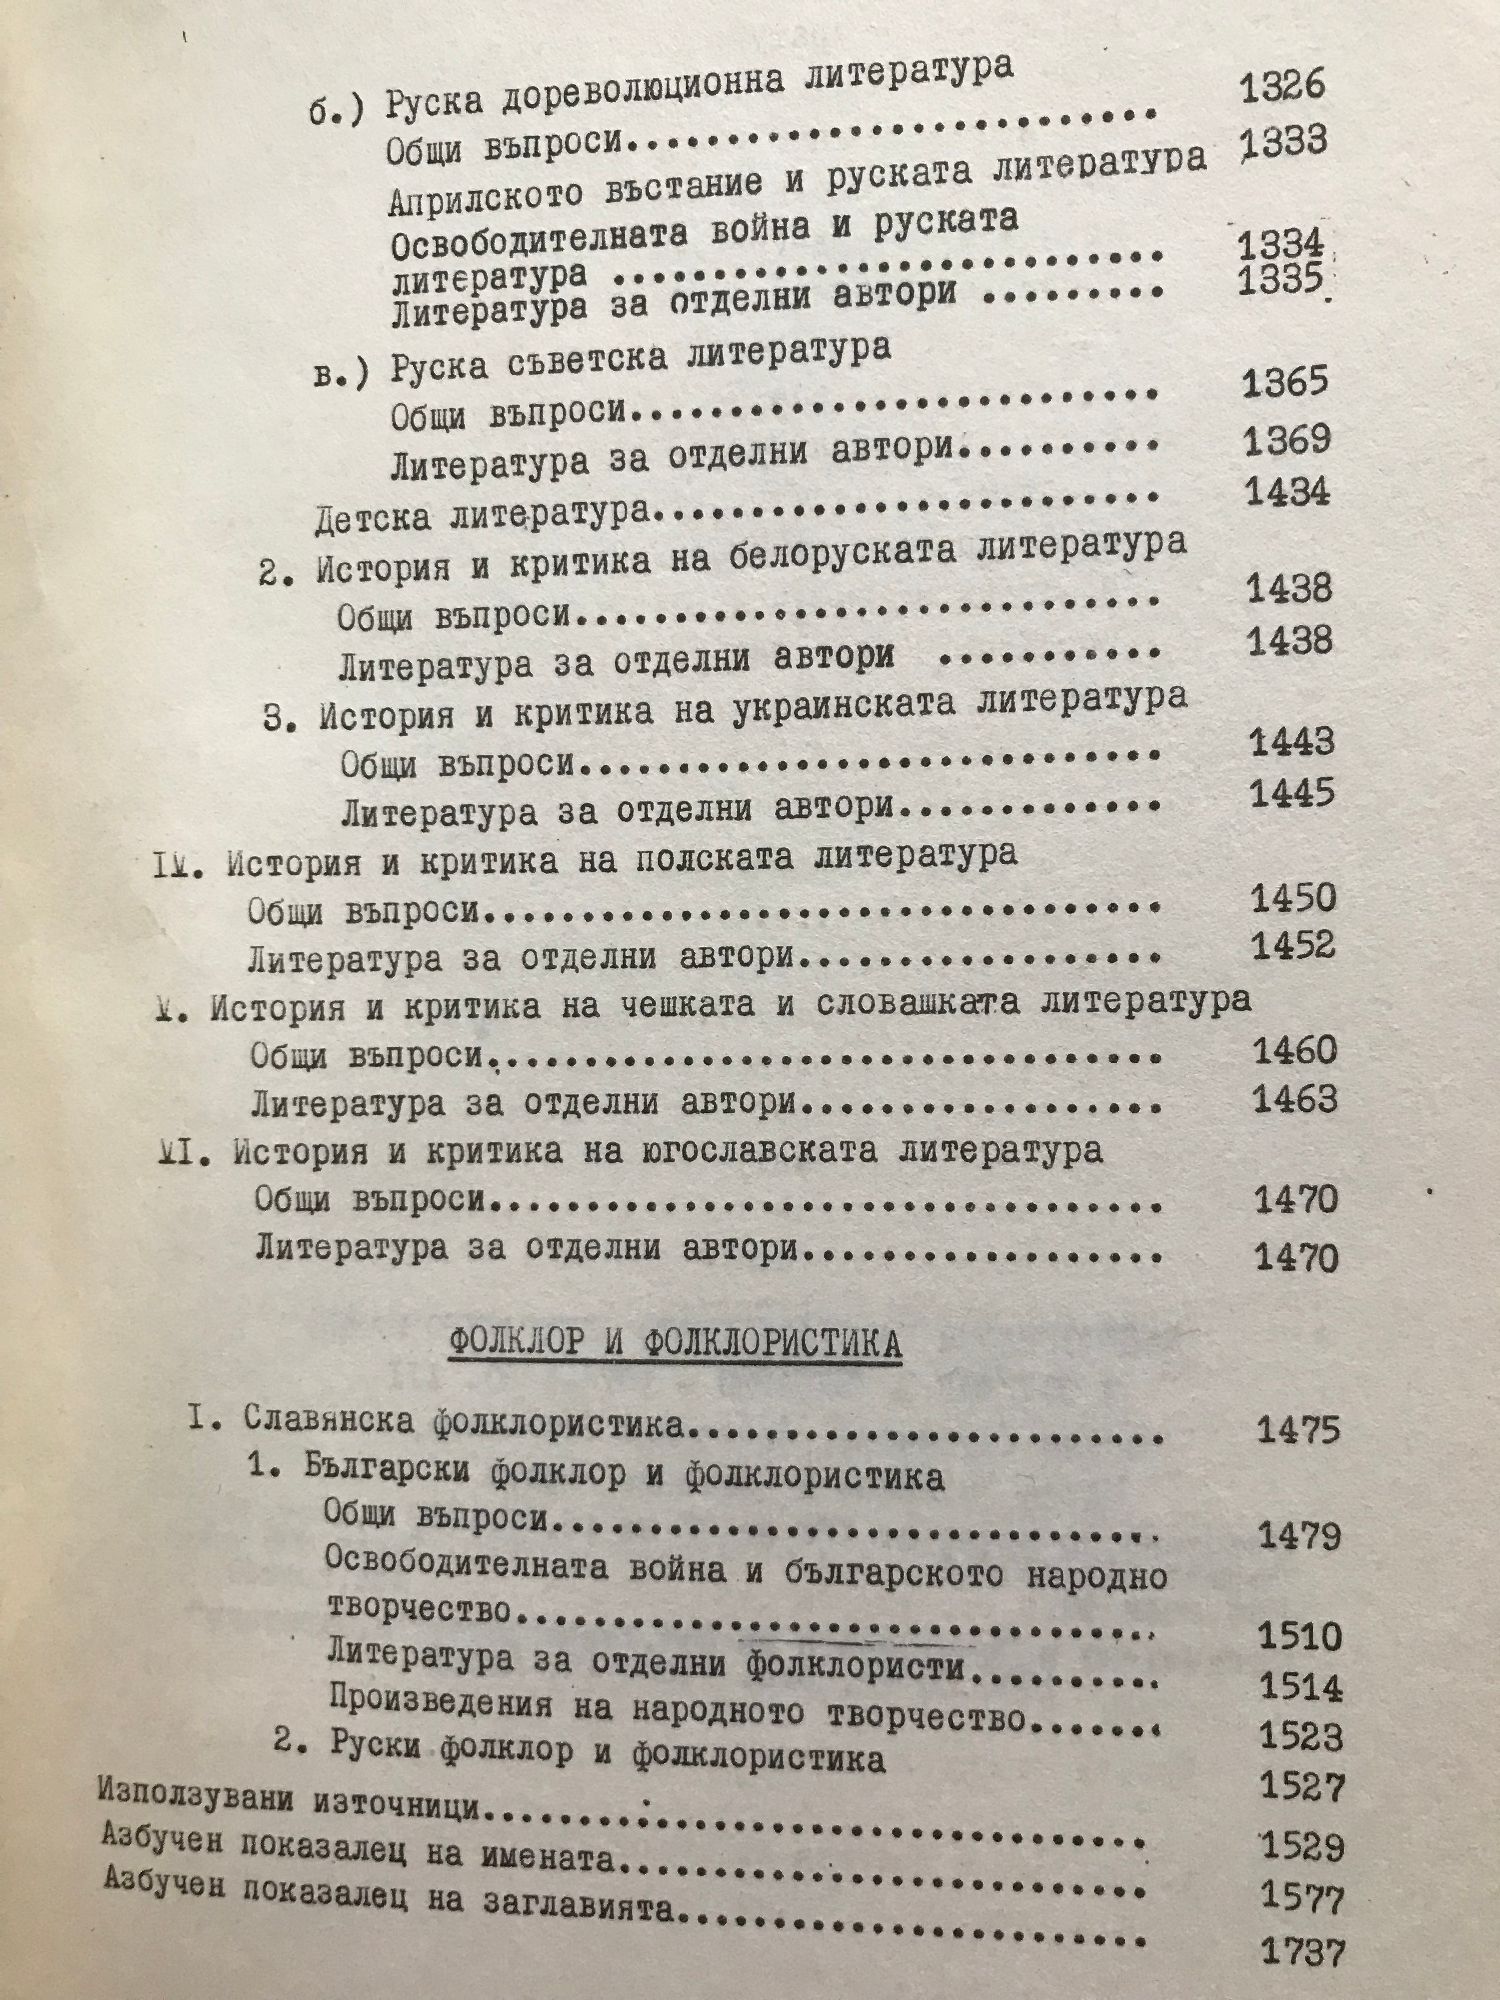 б.) Руска дореволюционна литература
Общи въпроси........................... 1326
Априлското въстание и руската литература 1333
Освободителната война и руската
литература ............................ 1334
Литература за отделни автори ......... 1335
в.) Руска съветска литература
Общи въпроси........................... 1365
Литература за отделни автори.......... 1369
Детска литература.......................... 1434
2. История и критика на белоруската литература
Общи въпроси.............................. 1438
Литература за отделни автори ........... 1438
3. История и критика на украинската литература
Общи въпроси.............................. 1443
Литература за отделни автори............. 1445
IV. История и критика на полската литература
Общи въпроси................................... 1450
Литература за отделни автори................... 1452
V. История и критика на чешката и словашката литература
Общи въпроси................................... 1460
Литература за отделни автори................... 1463
VI. История и критика на югославската литература
Общи въпроси................................... 1470
Литература за отделни автори................... 1470
ФОЛКЛОР И ФОЛКЛОРИСТИКА
I. Славянска фолклористика......................... 1475
1. Български фолклор и фолклористика
Общи въпроси............................... 1479
Освободителната война и българското народно
творчество................................. 1510
Литература за отделни фолклористи.......... 1514
Произведения на народното творчество....... 1523
2. Руски фолклор и фолклористика 1527
Използувани източници.................................. 1529
Азбучен показалец на имената........................... 1577
Азбучен показалец на заглавията........................ 1737